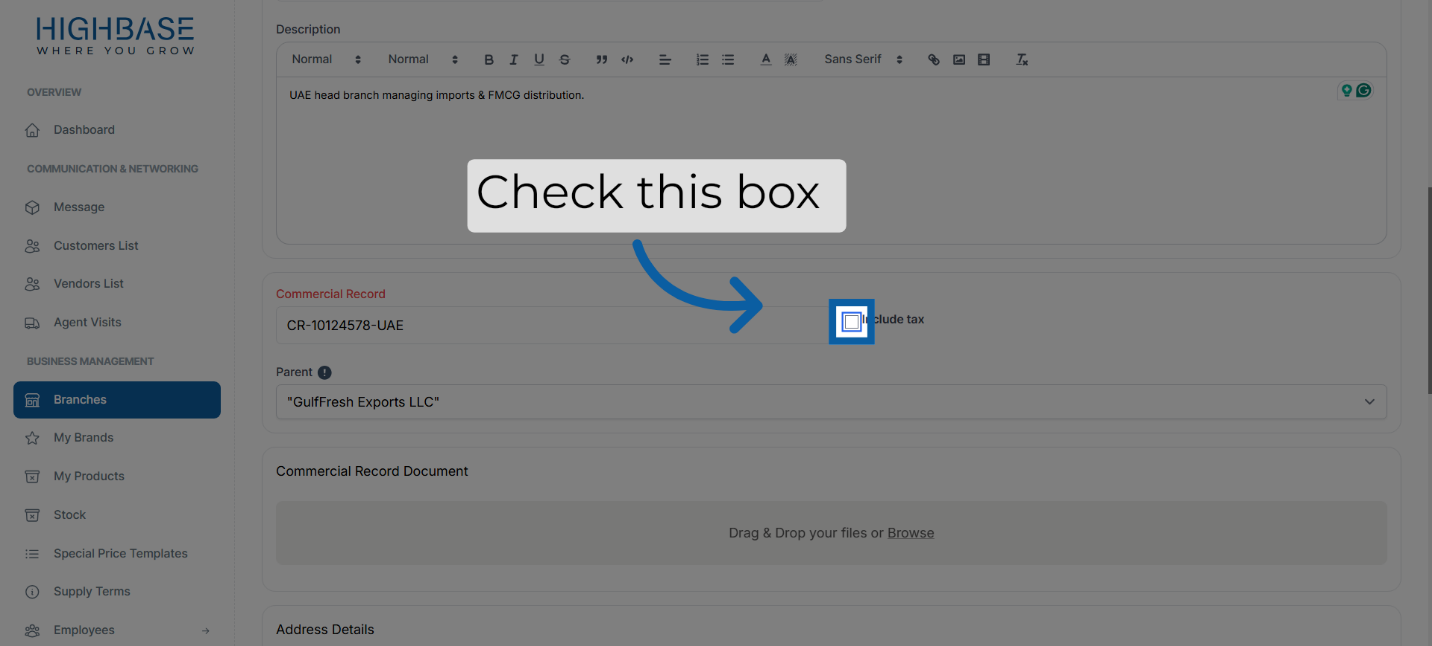 HIGHBASE
WHERE YOU GROW
OVERVIEW
Dashboard
COMMUNICATION & NETWORKING
Message
Customers List
Vendors List
Agent Visits
BUSINESS MANAGEMENT
Branches
My Brands
My Products
Stock
Special Price Templates
Supply Terms
Employees
Description
Normal Normal Sans Serif
UAE head branch managing imports & FMCG distribution.
Check this box
Commercial Record
CR-10124578-UAE
Include tax
Parent
"GulfFresh Exports LLC"
Commercial Record Document
Drag & Drop your files or Browse
Address Details